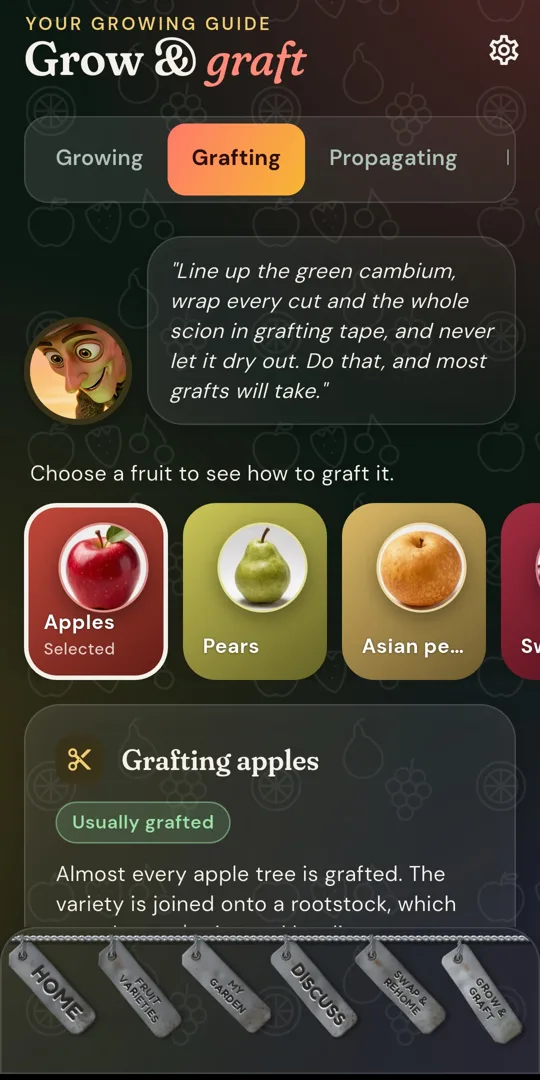 YOUR GROWING GUIDE
Grow & graft
Growing
Grafting
Propagating
"Line up the green cambium,
wrap every cut and the whole
scion in grafting tape, and never
let it dry out. Do that, and most
grafts will take."
Choose a fruit to see how to graft it.
Apples
Selected
Pears
Asian pe...
Sw
Grafting apples
Usually grafted
Almost every apple tree is grafted. The
variety is joined onto a rootstock, which
HOME
FRUIT
VARIETIES
MY
GARDEN
DISCUSS
SWAP &
REHOME
GROW &
GRAFT